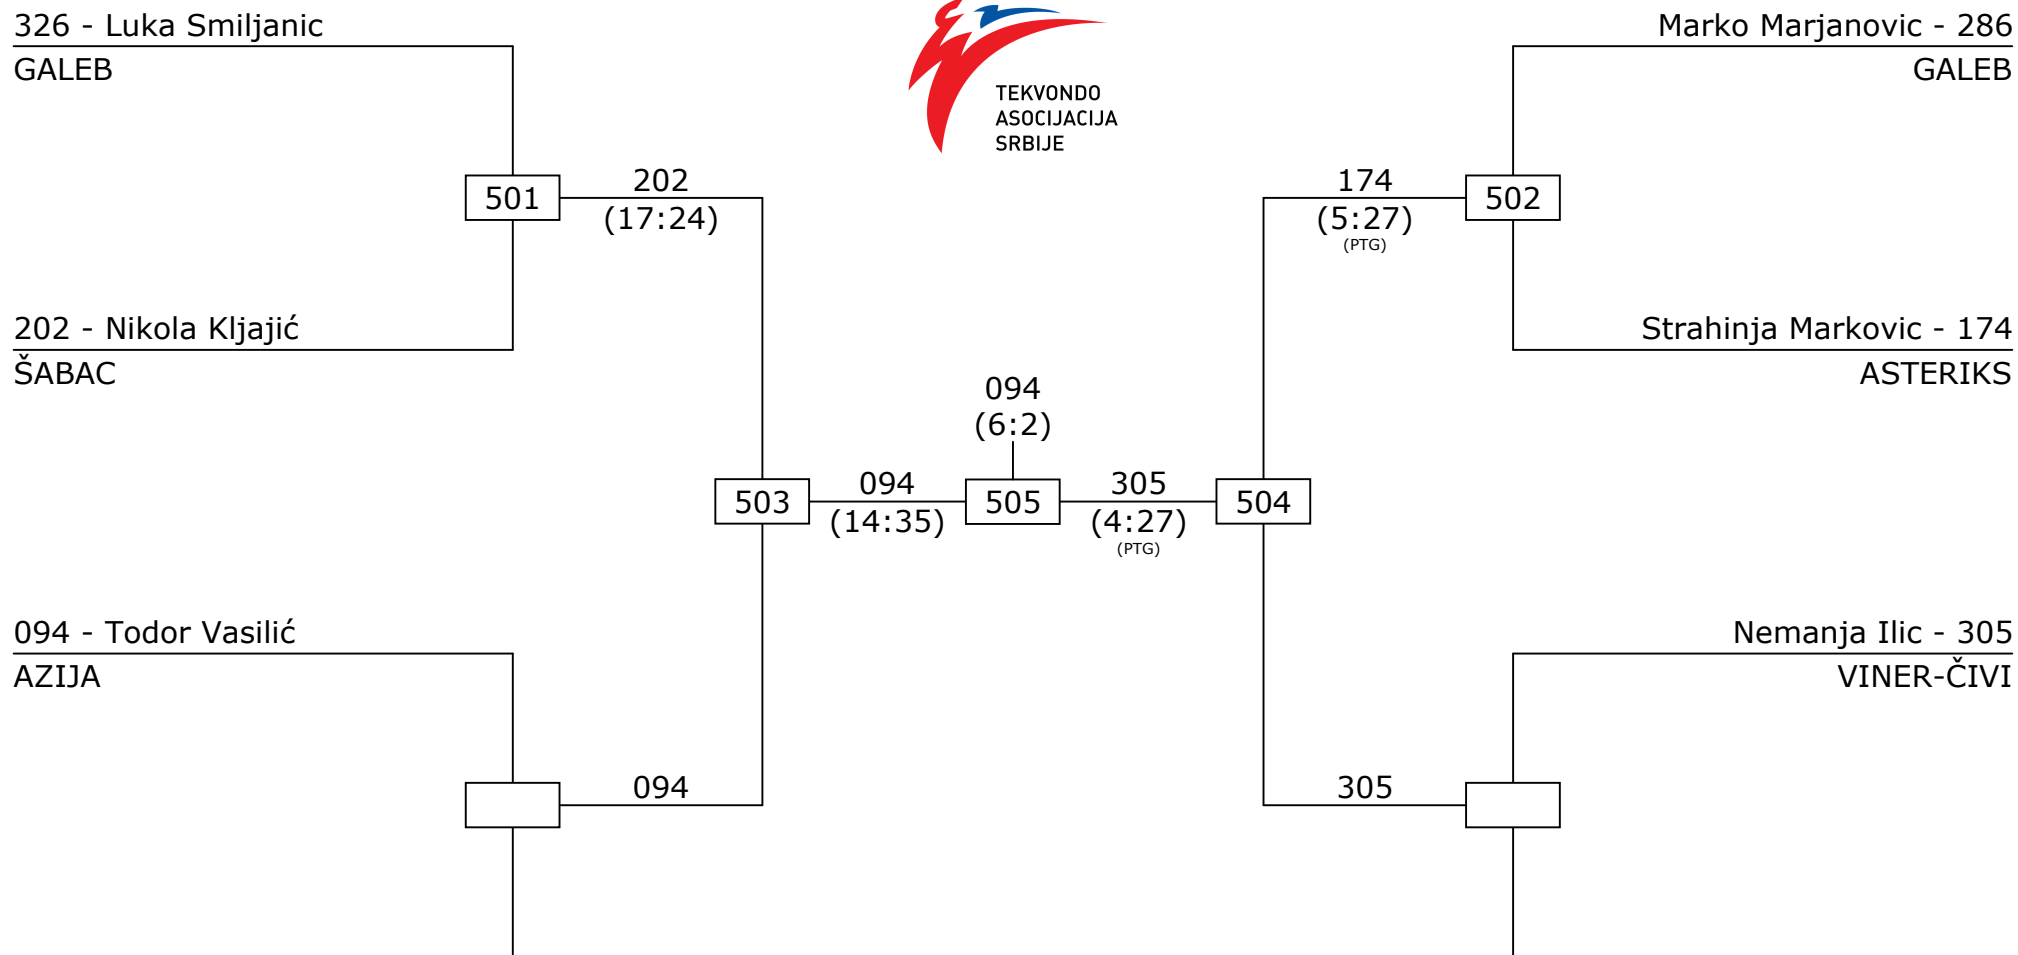 326 - Luka Smiljanic
GALEB
TEKVONDO
ASOCIJACIJA
SRBIJE
Marko Marjanovic - 286
GALEB
501
202
(17:24)
174
(5:27)
(PTG)
502
202 - Nikola Kljajić
ŠABAC
Strahinja Markovic - 174
ASTERIKS
094
(6:2)
503
094
(14:35)
505
305
(4:27)
(PTG)
504
094 - Todor Vasilić
AZIJA
Nemanja Ilic - 305
VINER-ČIVI
094
305